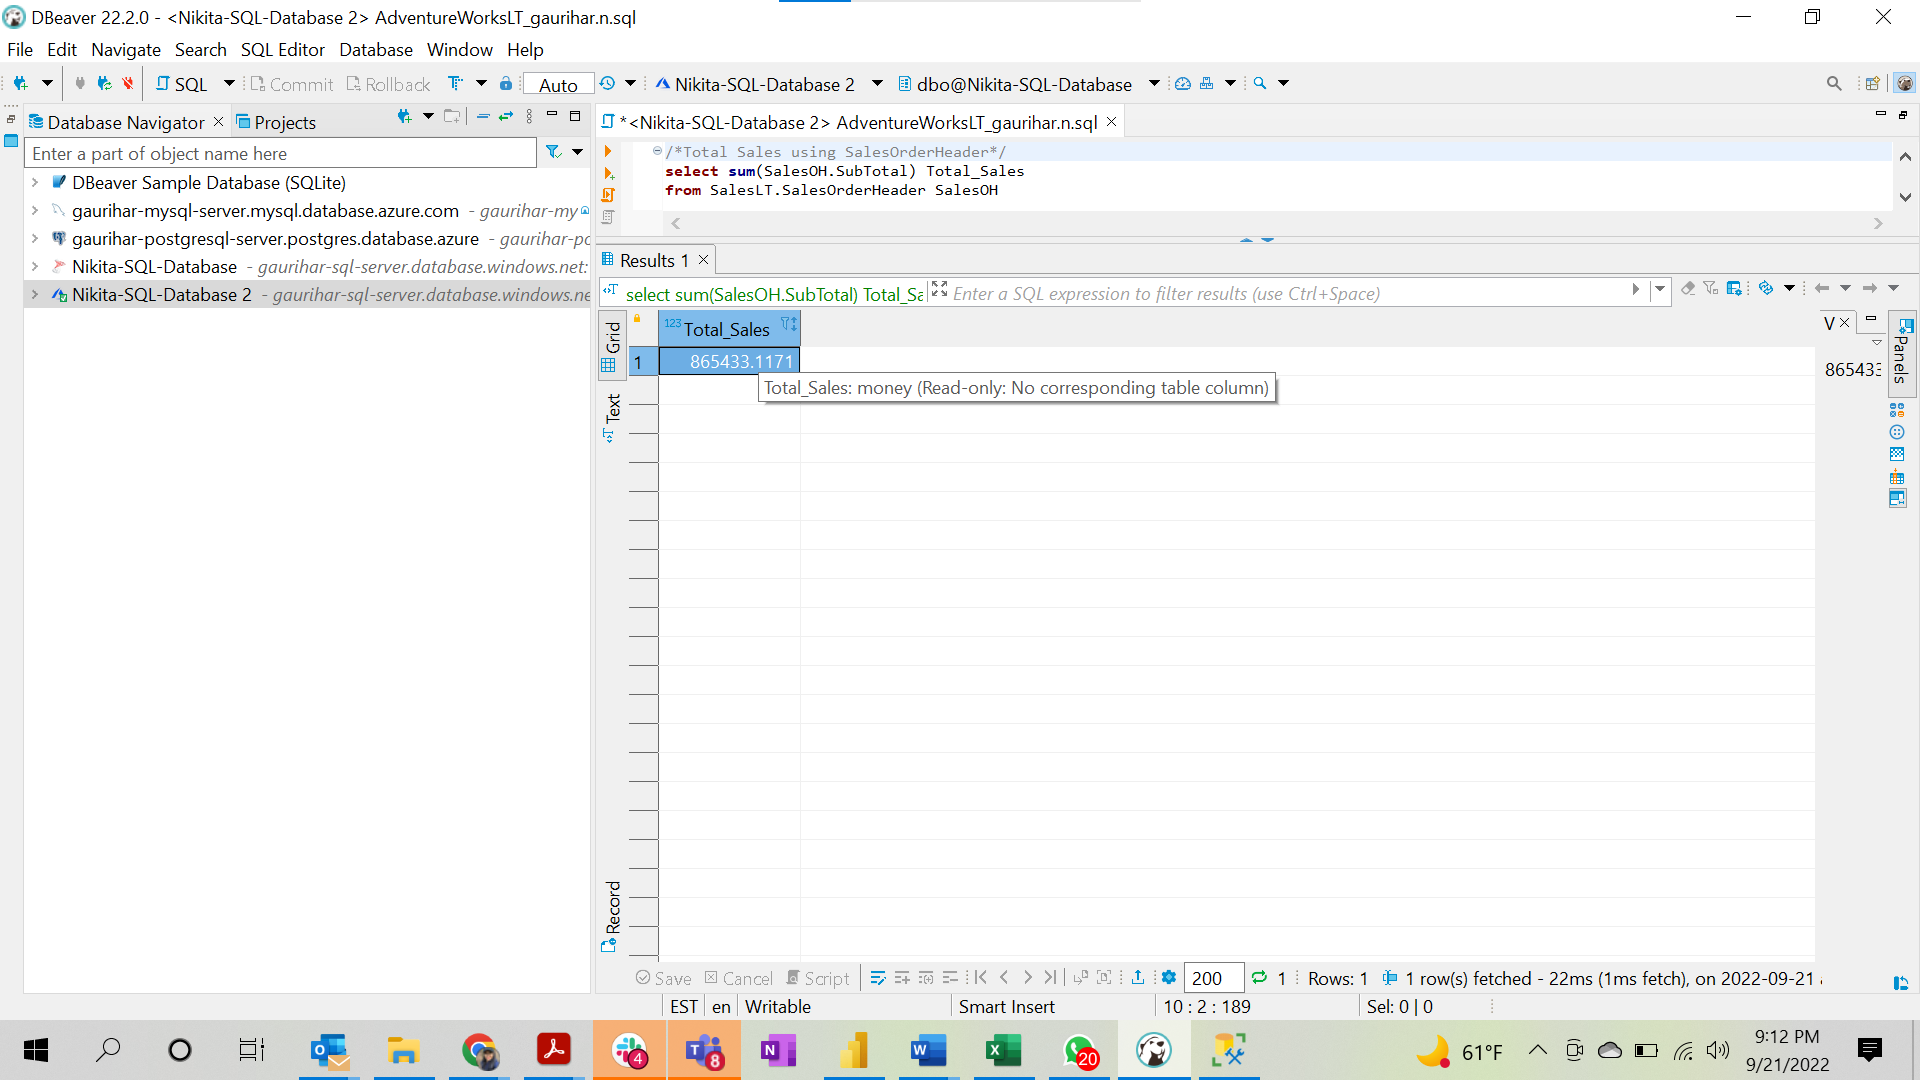 DBeaver 22.2.0 - <Nikita-SQL-Database 2> AdventureWorksLT_gaurihar.n.sql
File Edit Navigate Search SQL Editor Database Window Help
SQL Commit Rollback Auto Nikita-SQL-Database 2 dbo@Nikita-SQL-Database
Database Navigator Projects
Enter a part of object name here
DBeaver Sample Database (SQLite)
gaurihar-mysql-server.mysql.database.azure.com - gaurihar-my
gaurihar-postgresql-server.postgres.database.azure - gaurihar-po
Nikita-SQL-Database - gaurihar-sql-server.database.windows.net:
Nikita-SQL-Database 2 - gaurihar-sql-server.database.windows.ne
*<Nikita-SQL-Database 2> AdventureWorksLT_gaurihar.n.sql
/*Total Sales using SalesOrderHeader*/
select sum(SalesOH.SubTotal) Total_Sales
from SalesLT.SalesOrderHeader SalesOH
Results 1
select sum(SalesOH.SubTotal) Total_Sa Enter a SQL expression to filter results (use Ctrl+Space)
Grid
Text
Record
123 Total_Sales
1 865433.1171
Total_Sales: money (Read-only: No corresponding table column)
V
865433
Panels
Save Cancel Script 200 1 Rows: 1 1 row(s) fetched - 22ms (1ms fetch), on 2022-09-21
EST en Writable Smart Insert 10 : 2 : 189 Sel: 0 | 0
4 8 20
61°F
9:12 PM
9/21/2022